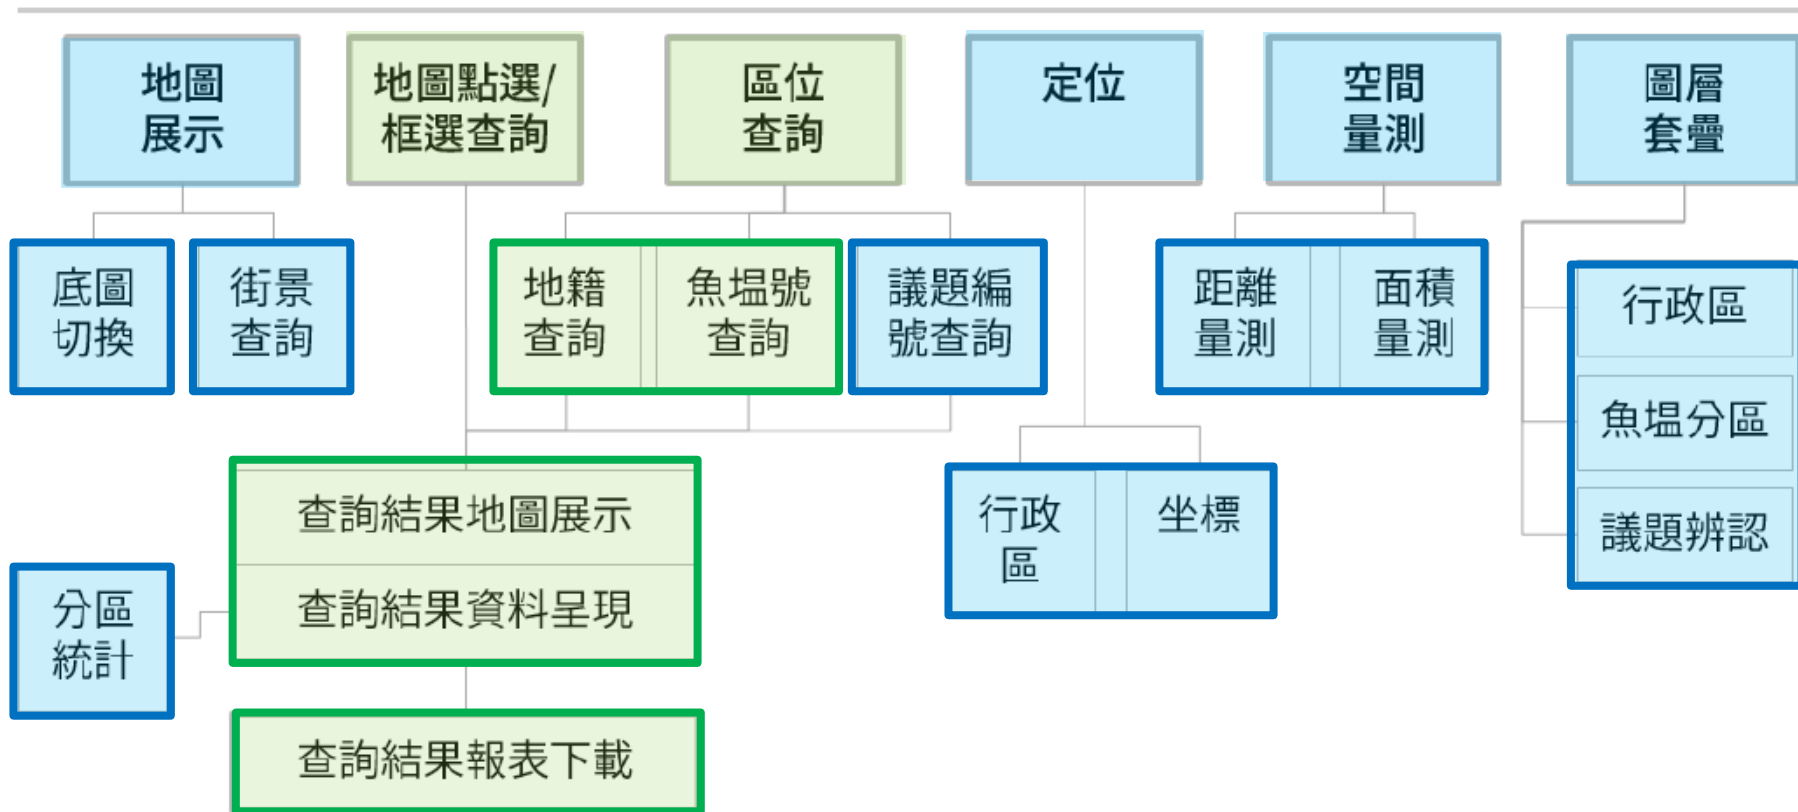 地圖
展示
地圖點選/
框選查詢
區位
查詢
定位
空間
量測
圖層
套疊
底圖
切換
街景
查詢
地籍
查詢
魚塭號
查詢
議題編
號查詢
距離
量測
面積
量測
行政區
魚塭分區
議題辨認
查詢結果地圖展示
查詢結果資料呈現
行政
區
坐標
分區
統計
查詢結果報表下載